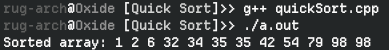 rug-arch@Oxide [Quick Sort]>> g++ quickSort.cpp
rug-arch@Oxide [Quick Sort]>> ./a.out
Sorted array: 1 2 6 32 34 35 35 42 54 79 98 98